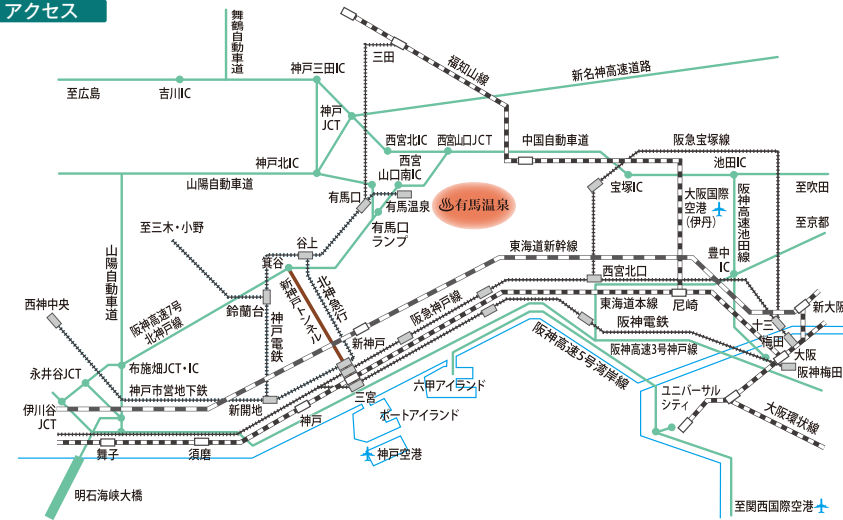 アクセス
舞鶴自動車道
三田
福知山線
新名神高速道路
神戸三田IC
至広島
吉川IC
神戸
JCT
西宮北IC
西宮山口JCT
中国自動車道
阪急宝塚線
池田IC
神戸北IC
西宮
山口南IC
宝塚IC
山陽自動車道
有馬口
有馬温泉
♨有馬温泉
大阪国際
空港
(伊丹)
阪神高速池田線
至吹田
有馬口
ランプ
至京都
至三木・小野
谷上
東海道新幹線
豊中
IC
山陽自動車道
箕谷
西宮北口
西神中央
阪神高速7号
北神戸線
鈴蘭台
神戸電鉄
新神戸トンネル
北神急行
阪急神戸線
東海道本線
尼崎
新大阪
新神戸
阪神電鉄
十三
梅田
大阪
布施畑JCT・IC
永井谷JCT
神戸市営地下鉄
阪神高速5号湾岸線
阪神高速3号神戸線
阪神梅田
伊川谷
JCT
新開地
三宮
六甲アイランド
ユニバーサル
シティ
神戸
ポートアイランド
大阪環状線
舞子
須磨
神戸空港
明石海峡大橋
至関西国際空港